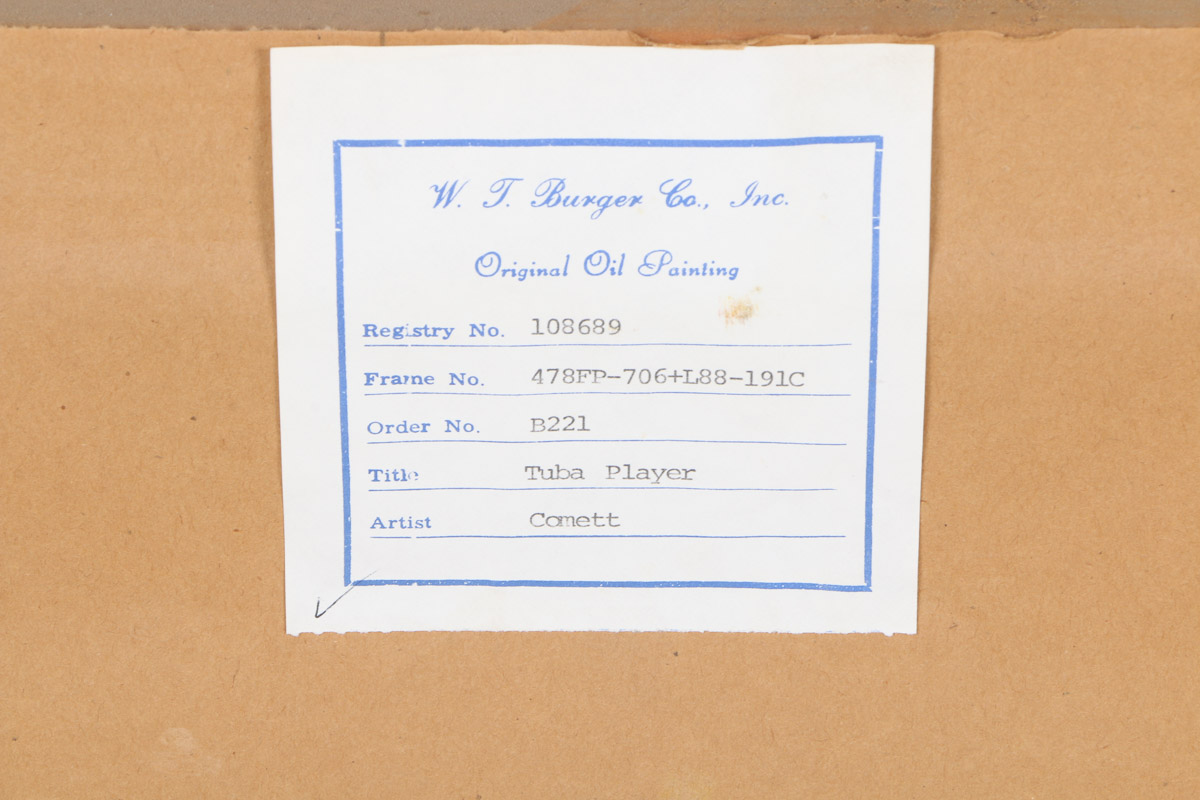 W. T. Burger Co., Inc.
Original Oil Painting
Registry No. 108689
Frame No. 478FP-706+L88-191C
Order No. B221
Title Tuba Player
Artist Comett